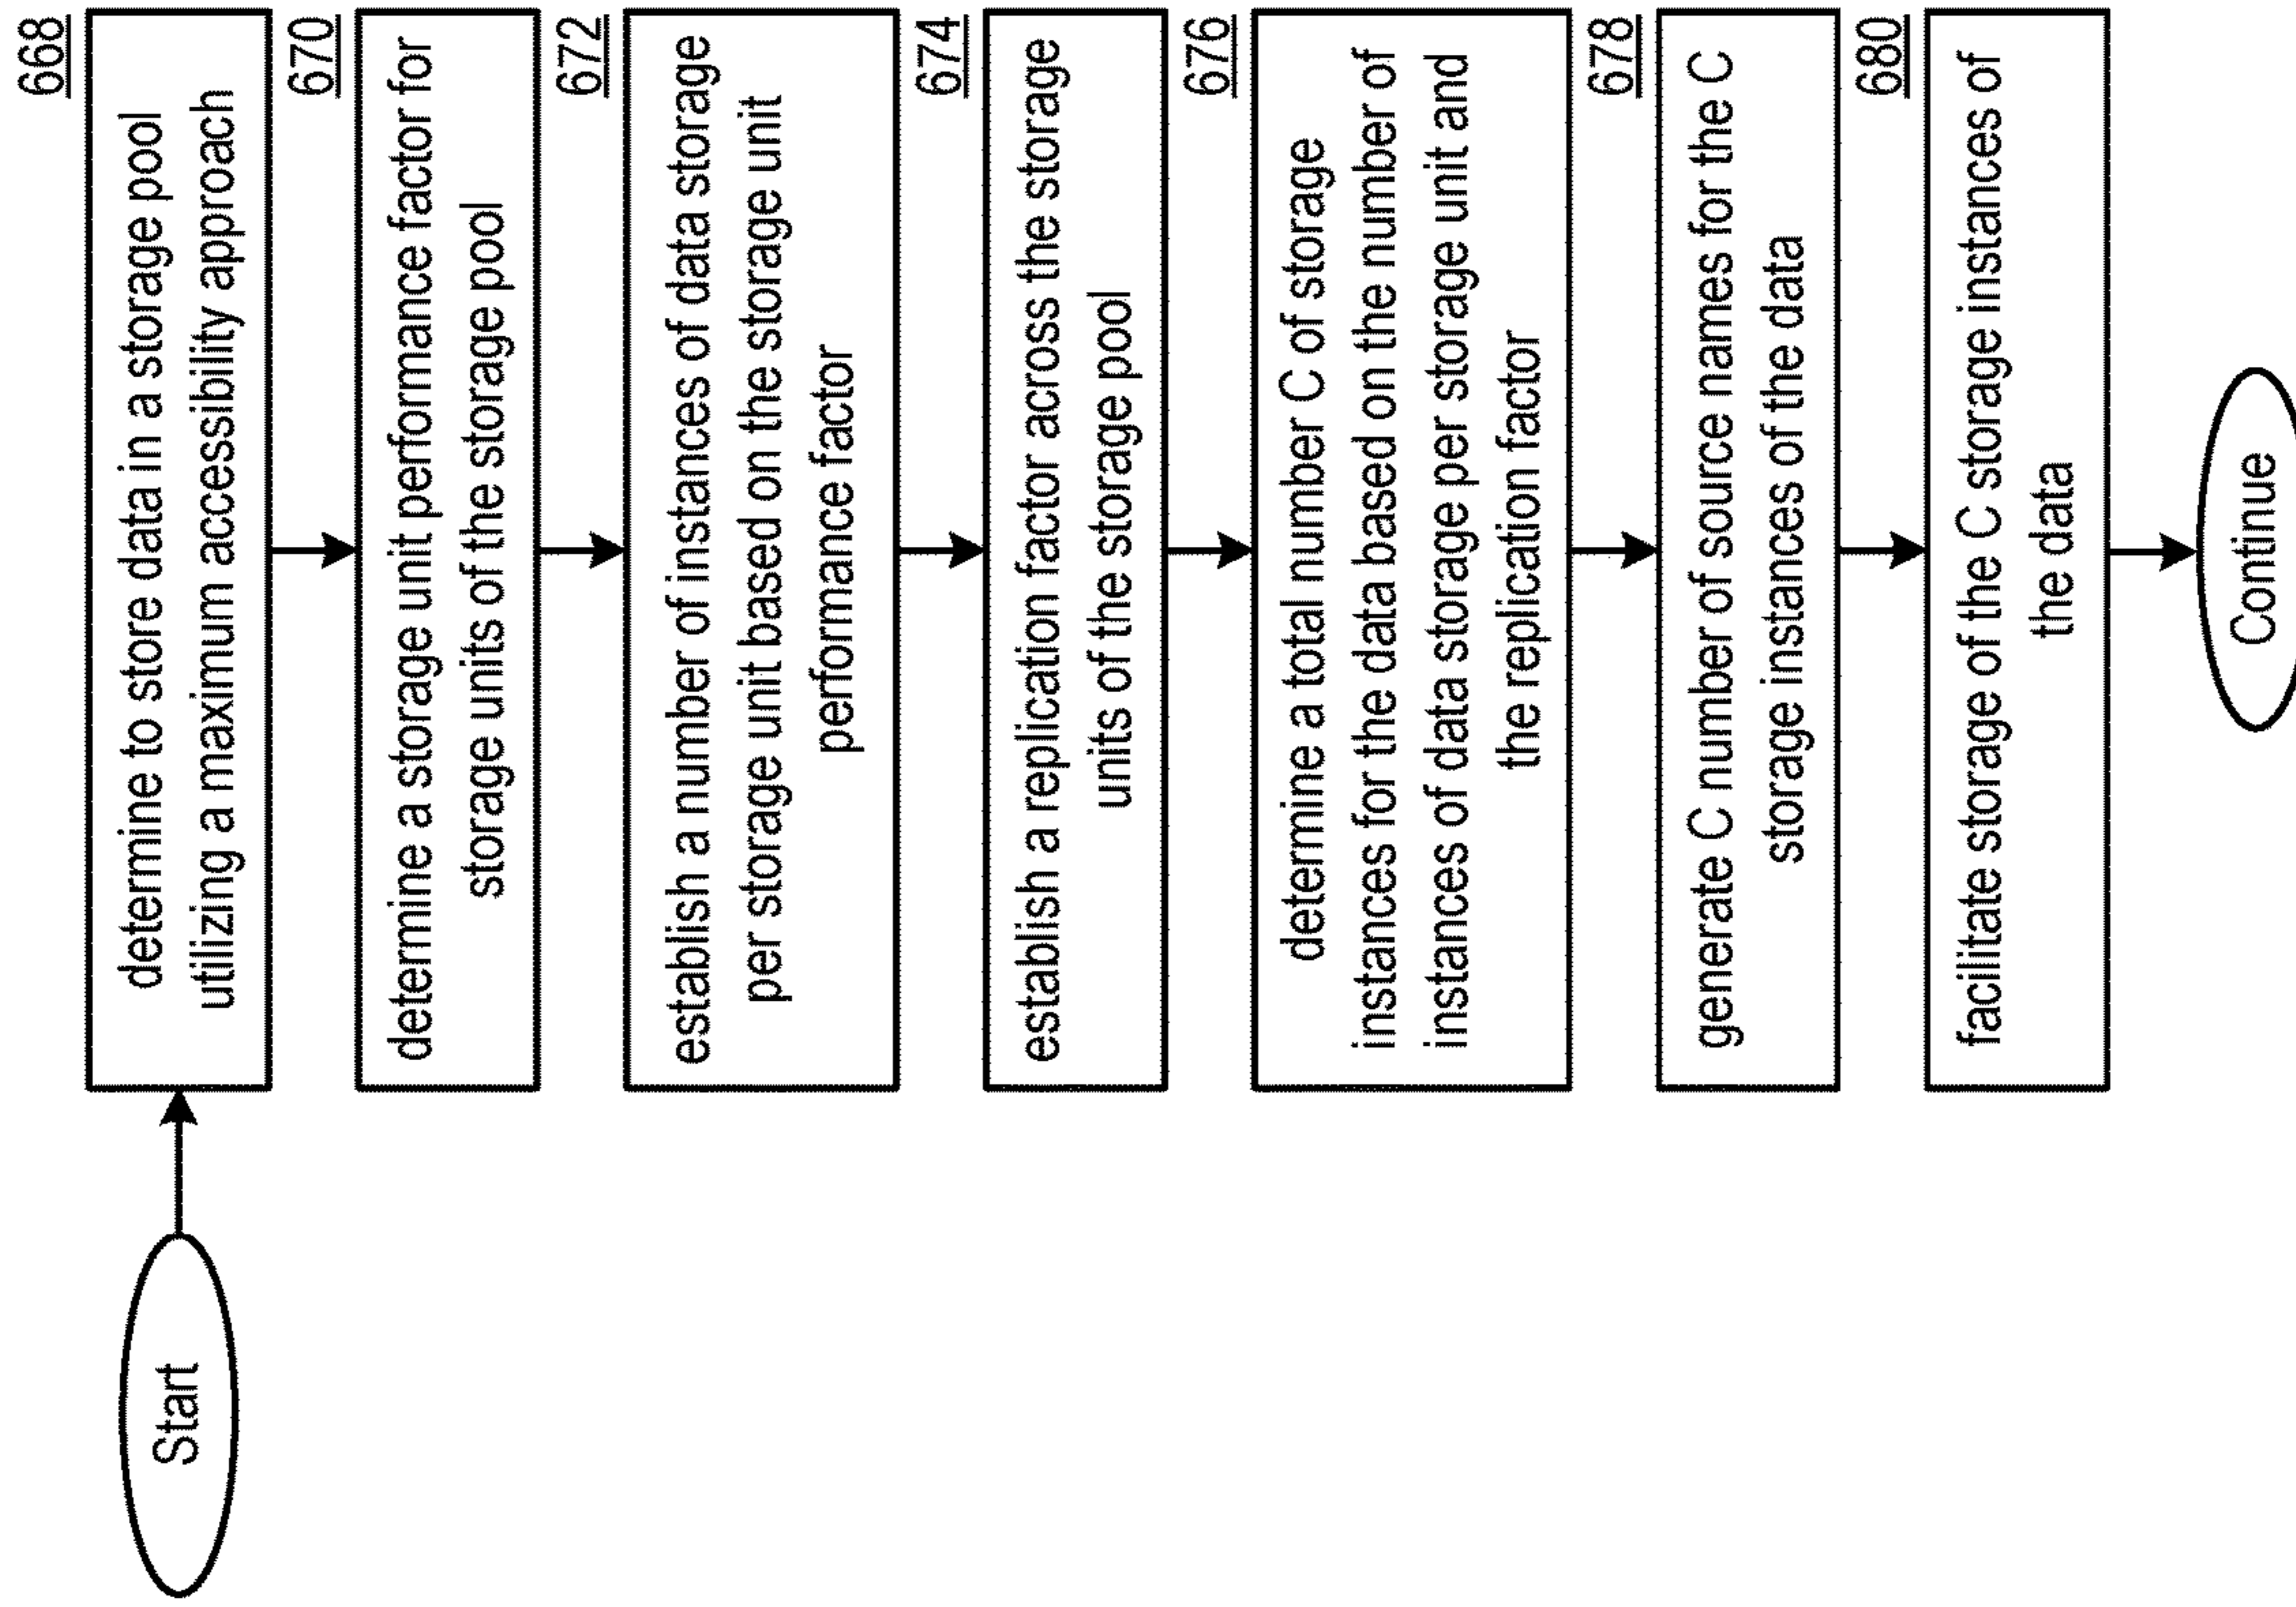 Start
668
determine to store data in a storage pool
utilizing a maximum accessibility approach
670
determine a storage unit performance factor for
storage units of the storage pool
672
establish a number of instances of data storage
per storage unit based on the storage unit
performance factor
674
establish a replication factor across the storage
units of the storage pool
676
determine a total number C of storage
instances for the data based on the number of
instances of data storage per storage unit and
the replication factor
678
generate C number of source names for the C
storage instances of the data
680
facilitate storage of the C storage instances of
the data
Continue